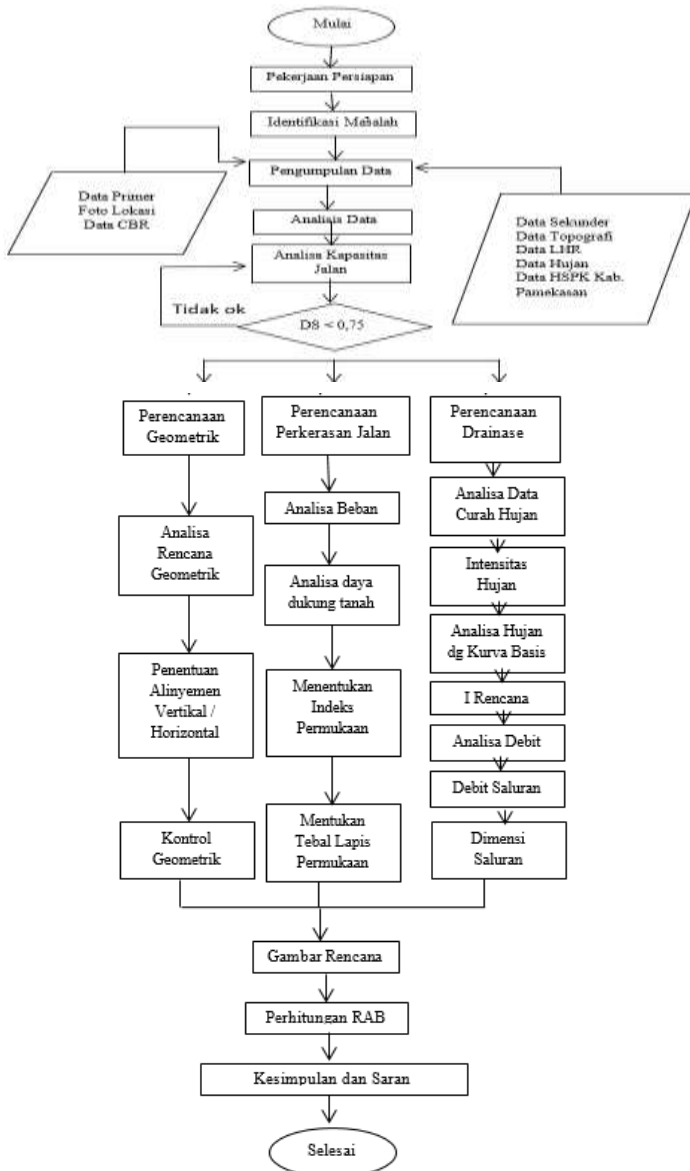 Mulai
Pekerjaan Persiapan
Identifikasi Masalah
Pengumpulan Data
Data Primer
Foto Lokasi
Data CBR
Data Sekunder
Data Topografi
Data LHR
Data Hujan
Data HSPK Kab.
Pamekasan
Analisis Data
Analisa Kapasitas
Jalan
Tidak ok
DS < 0,75
Perencanaan
Geometrik
Analisa
Rencana
Geometrik
Penentuan
Alinyemen
Vertikal /
Horizontal
Kontrol
Geometrik
Perencanaan
Perkerasan Jalan
Analisa Beban
Analisa daya
dukung tanah
Menentukan
Indeks
Permukaan
Mentukan
Tebal Lapis
Permukaan
Perencanaan
Drainase
Analisa Data
Curah Hujan
Intensitas
Hujan
Analisa Hujan
dg Kurva Basis
I Rencana
Analisa Debit
Debit Saluran
Dimensi
Saluran
Gambar Rencana
Perhitungan RAB
Kesimpulan dan Saran
Selesai